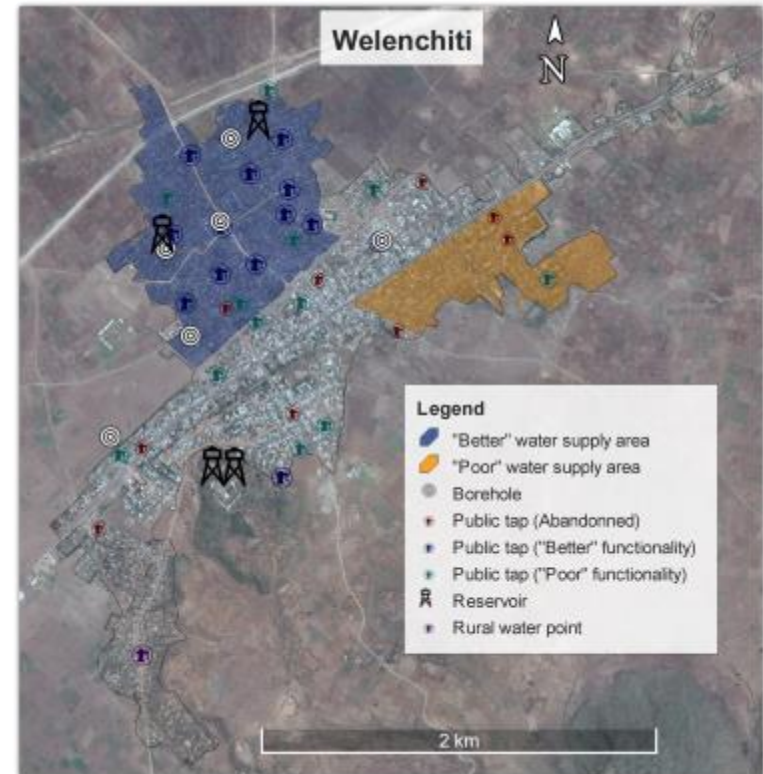 Welenchiti
N
Legend
"Better" water supply area
"Poor" water supply area
Borehole
Public tap (Abandonned)
Public tap ("Better" functionality)
Public tap ("Poor" functionality)
Reservoir
Rural water point
2 km